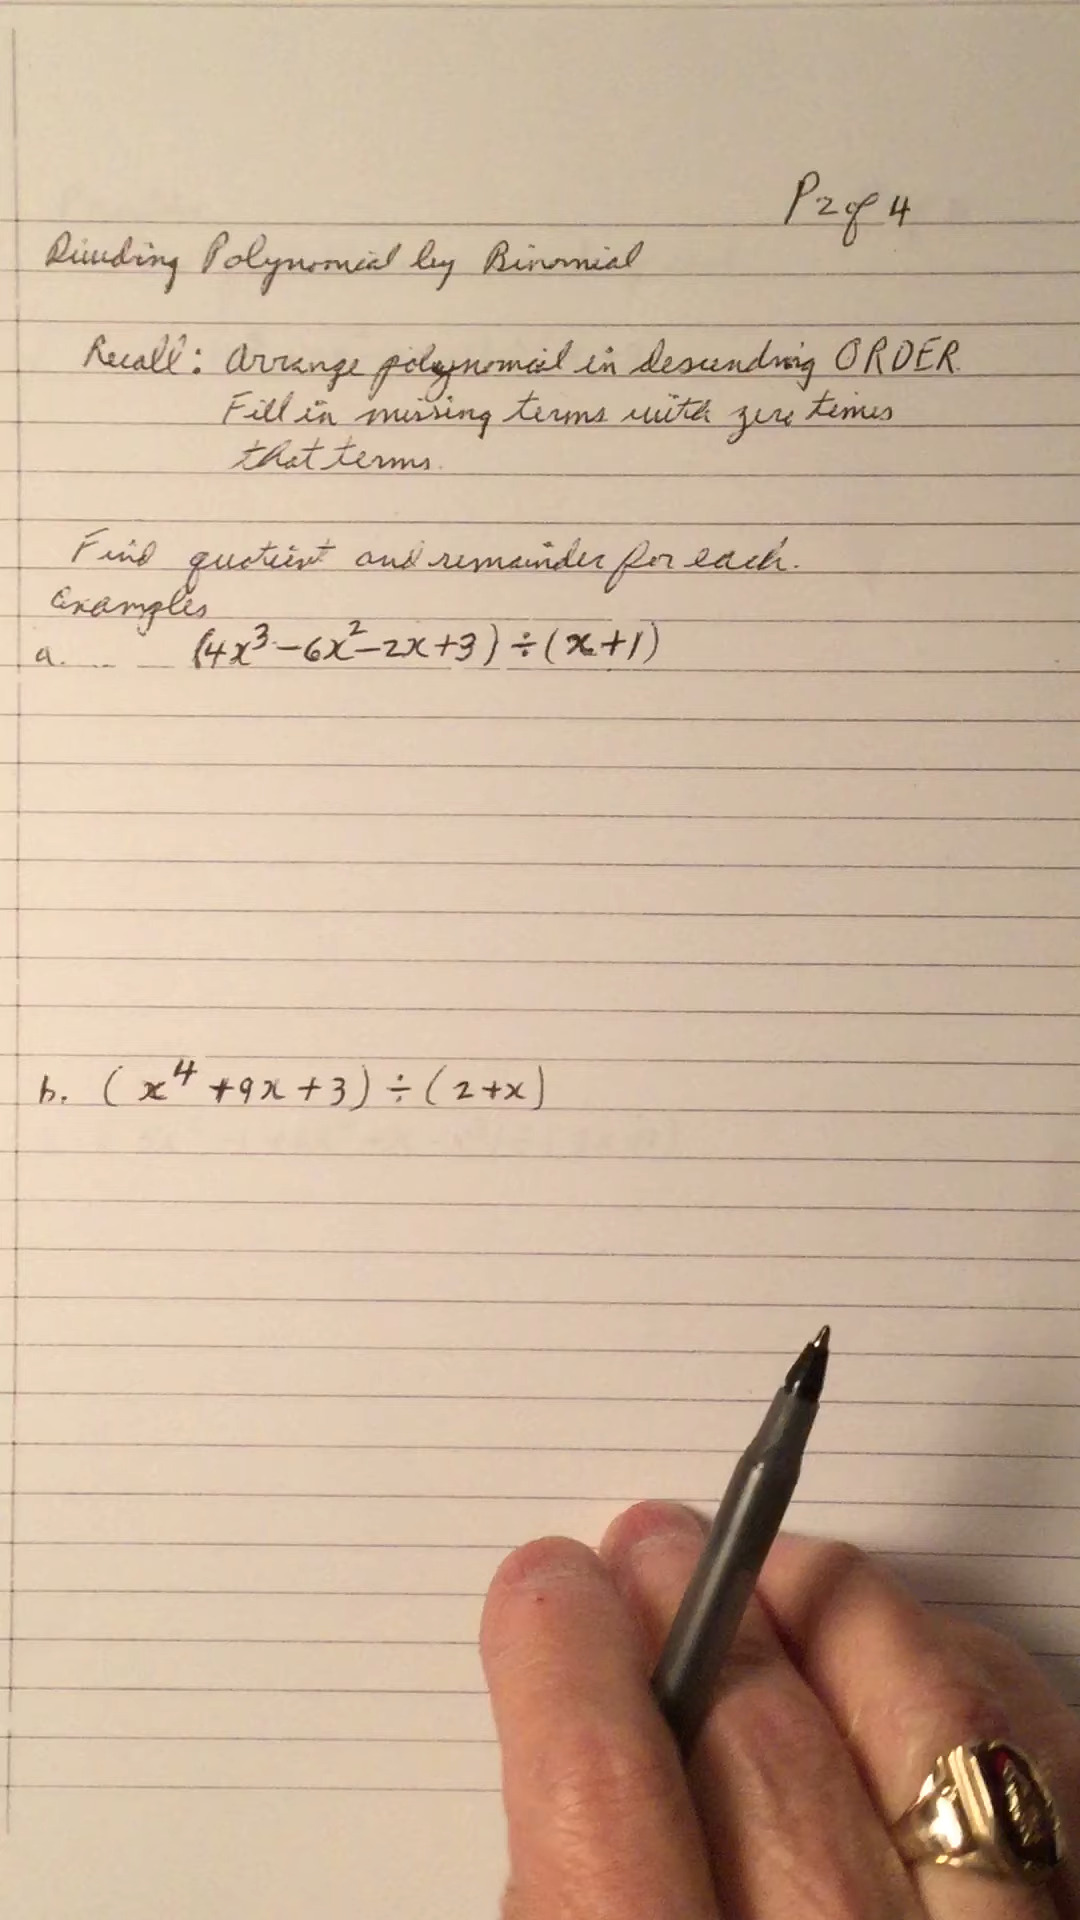 P2 of 4
Dividing Polynomial by Binomial
Recall: Arrange polynomial in descending ORDER.
Fill in missing terms with zero times
that terms.
Find quotient and remainder for each.
Examples
a. (4x³-6x²-2x+3)÷(x+1)
b. (x⁴+9x+3)÷(2+x)